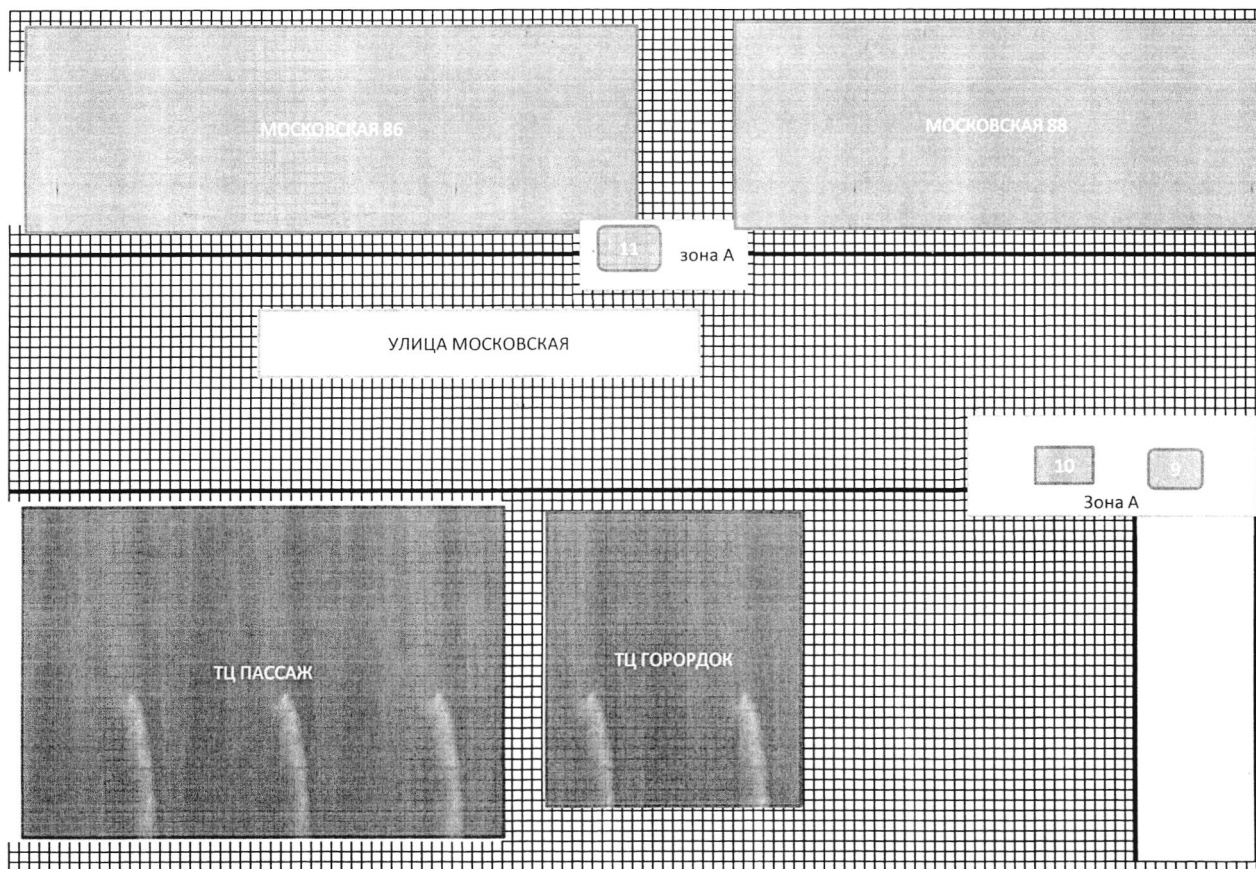 МОСКОВСКАЯ 86
МОСКОВСКАЯ 88
11
зона А
УЛИЦА МОСКОВСКАЯ
10
9
Зона А
ТЦ ПАССАЖ
ТЦ ГОРОРДОК